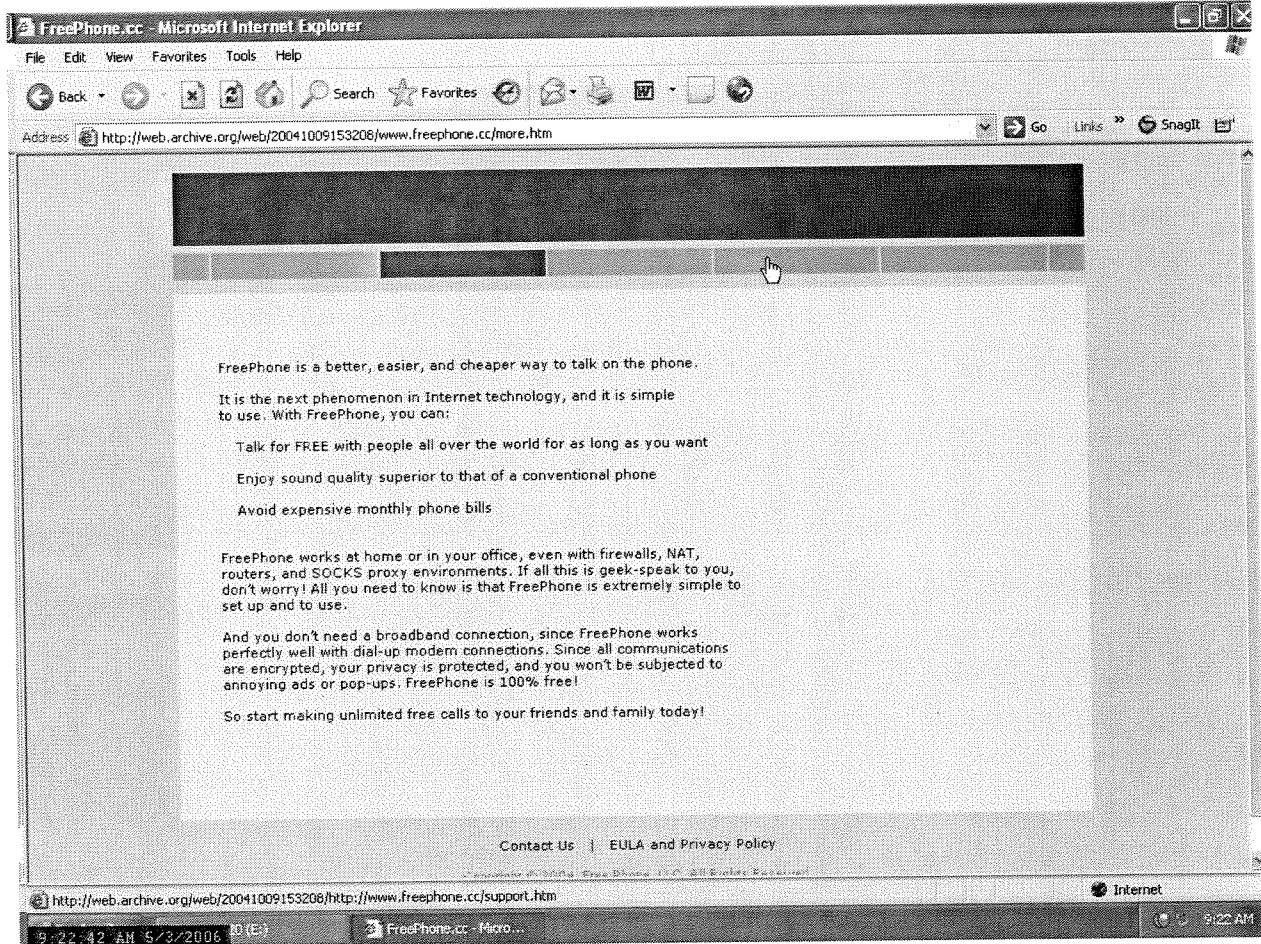 FreePhone.cc - Microsoft Internet Explorer
File Edit View Favorites Tools Help
Back Search Favorites
Address http://web.archive.org/web/20041009153208/www.freephone.cc/more.htm Go Links » SnagIt
FreePhone is a better, easier, and cheaper way to talk on the phone.
It is the next phenomenon in Internet technology, and it is simple
to use. With FreePhone, you can:
Talk for FREE with people all over the world for as long as you want
Enjoy sound quality superior to that of a conventional phone
Avoid expensive monthly phone bills
FreePhone works at home or in your office, even with firewalls, NAT,
routers, and SOCKS proxy environments. If all this is geek-speak to you,
don't worry! All you need to know is that FreePhone is extremely simple to
set up and to use.
And you don't need a broadband connection, since FreePhone works
perfectly well with dial-up modem connections. Since all communications
are encrypted, your privacy is protected, and you won't be subjected to
annoying ads or pop-ups. FreePhone is 100% free!
So start making unlimited free calls to your friends and family today!
Contact Us | EULA and Privacy Policy
Copyright © 2004 Free Phone LLC All Rights Reserved
http://web.archive.org/web/20041009153208/http://www.freephone.cc/support.htm Internet
9:22:42 AM 5/3/2006 (E:) FreePhone.cc - Micro... 9:22 AM